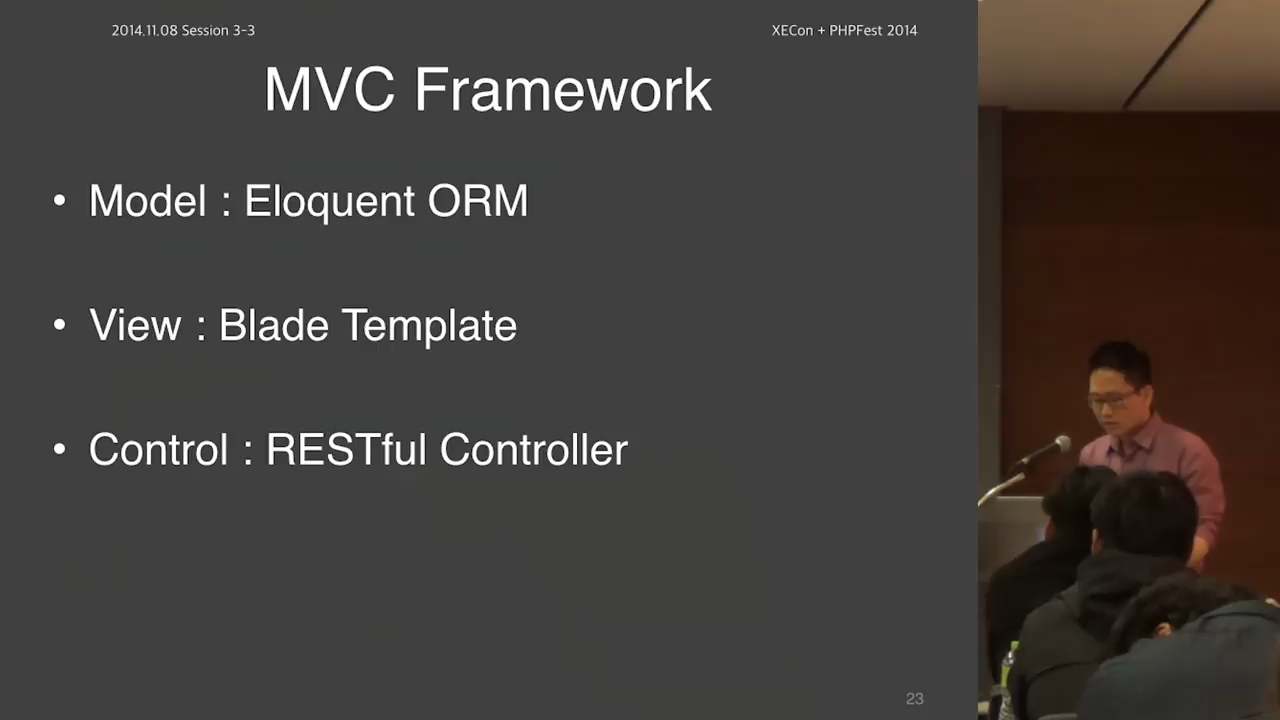 2014.11.08 Session 3-3
XECon + PHPFest 2014
MVC Framework
• Model : Eloquent ORM
• View : Blade Template
• Control : RESTful Controller
23